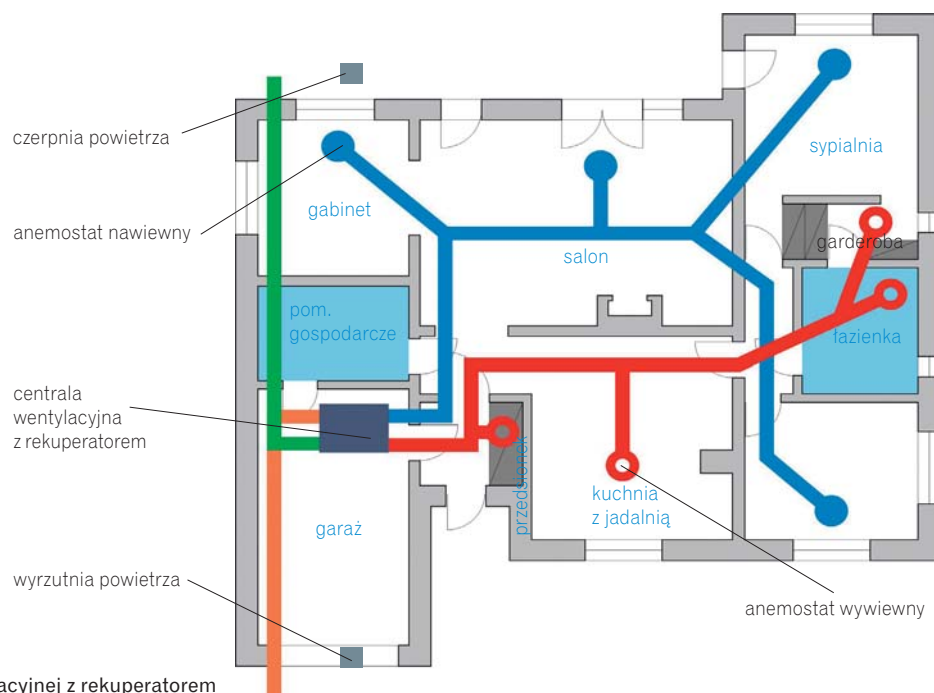 czerpnia powietrza
sypialnia
anemostat nawiewny
gabinet
garderoba
salon
pom.
gospodarcze
łazienka
centrala
wentylacyjna
z rekuperatorem
przedsionek
kuchnia
z jadalnią
garaż
wyrzutnia powietrza
anemostat wywiewny
acyjnej z rekuperatorem